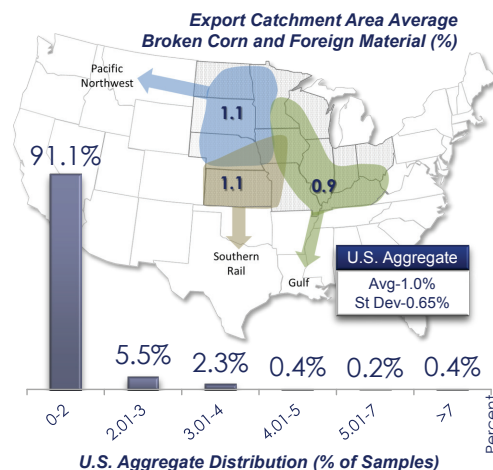 Export Catchment Area Average
Broken Corn and Foreign Material (%)
Pacific
Northwest
1.1
91.1%
1.1
0.9
Southern
Rail
Gulf
U.S. Aggregate
Avg-1.0%
St Dev-0.65%
5.5%
2.3%
0.4%
0.2%
0.4%
0-2
2.01-3
3.01-4
4.01-5
5.01-7
>7
Percent
U.S. Aggregate Distribution (% of Samples)